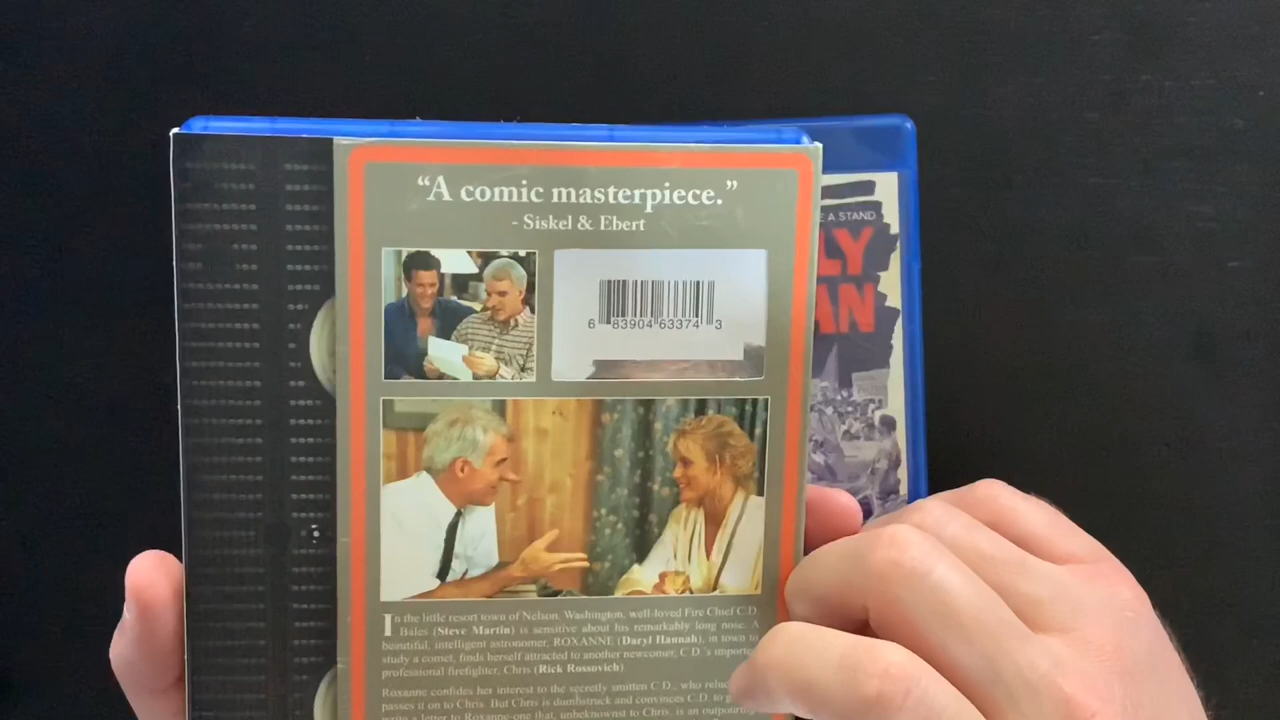 “A comic masterpiece.”
- Siskel & Ebert
6 83904 63374 3
E A STAND
LY
AN
In the little resort town of Nelson, Washington, well-loved Fire Chief C.D.
Bales (Steve Martin) is sensitive about his remarkably long nose. A
beautiful, intelligent astronomer, ROXANNE (Daryl Hannah), in town to
study a comet, finds herself attracted to another newcomer, C.D.'s importe
professional firefighter, Chris (Rick Rossovich)
Roxanne confides her interest to the secretly smitten C.D., who reluc
passes it on to Chris. But Chris is dumbstruck and convinces C.D. to
write a letter to Roxanne-one that, unbeknownst to Chris, is an outpouring